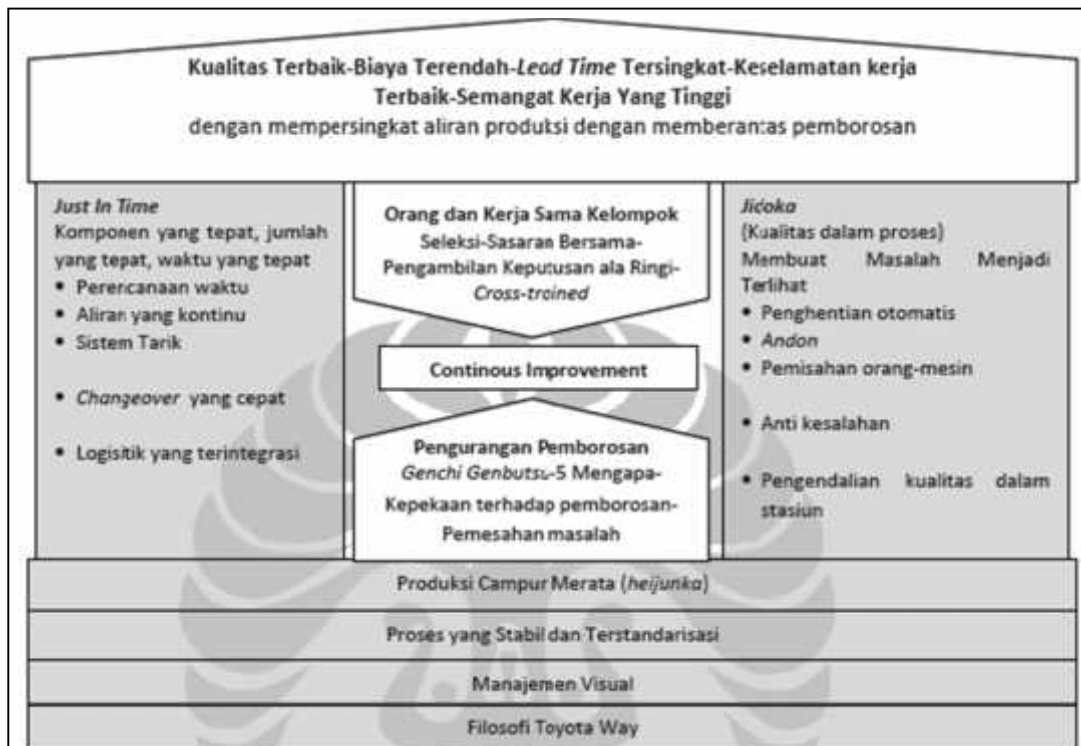 Kualitas Terbaik-Biaya Terendah-Lead Time Tersingkat-Keselamatan kerja
Terbaik-Semangat Kerja Yang Tinggi
dengan mempersingkat aliran produksi dengan memberantas pemborosan
Just In Time
Komponen yang tepat, jumlah
yang tepat, waktu yang tepat
• Perencanaan waktu
• Aliran yang kontinu
• Sistem Tarik
• Changeover yang cepat
• Logisitik yang terintegrasi
Orang dan Kerja Sama Kelompok
Seleksi-Sasaran Bersama-
Pengambilan Keputusan ala Ringi-
Cross-trained
Continous Improvement
Pengurangan Pemborosan
Genchi Genbutsu-5 Mengapa-
Kepekaan terhadap pemborosan-
Pemesahan masalah
Jidoka
(Kualitas dalam proses)
Membuat Masalah Menjadi
Terlihat
• Penghentian otomatis
• Andon
• Pemisahan orang-mesin
• Anti kesalahan
• Pengendalian kualitas dalam
stasiun
Produksi Campur Merata (heijunka)
Proses yang Stabil dan Terstandarisasi
Manajemen Visual
Filosofi Toyota Way